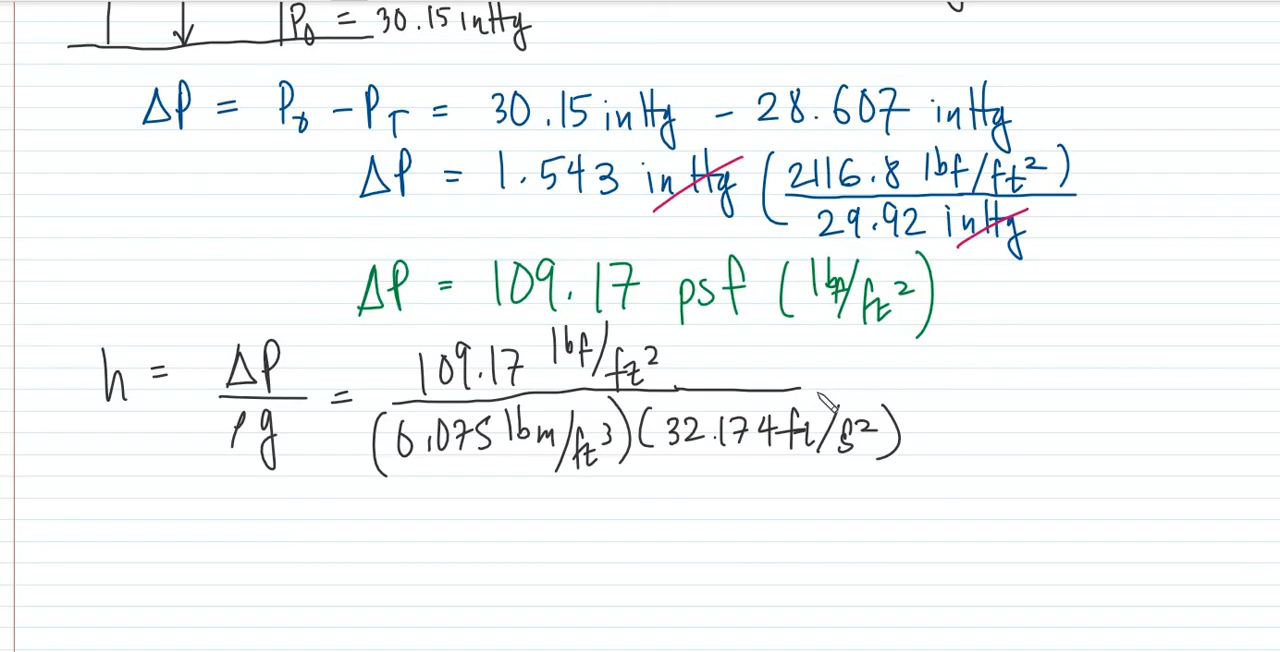 P₀ = 30.15 inHg
ΔP = P₀ - P_T = 30.15 inHg - 28.607 inHg
ΔP = 1.543 inHg (2116.8 lbf/ft² / 29.92 inHg)
ΔP = 109.17 psf (lbf/ft²)
h = ΔP / ρg = 109.17 lbf/ft² / (0.075 lbm/ft³)(32.174 ft/s²)